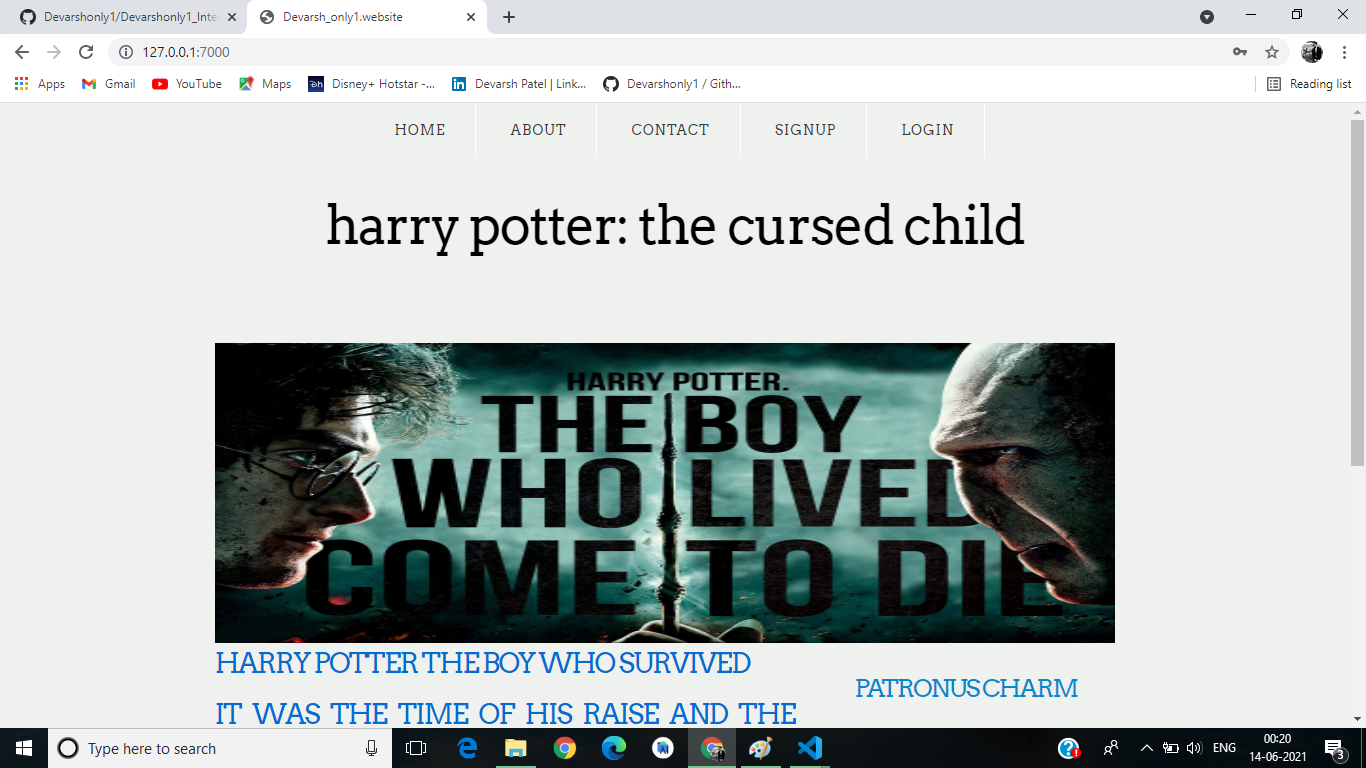 Devarshonly1/Devarshonly1_Inte
Devarsh_only1.website
127.0.0.1:7000
Apps
Gmail
YouTube
Maps
Disney+ Hotstar -...
Devarsh Patel | Link...
Devarshonly1 / Gith...
Reading list
HOME
ABOUT
CONTACT
SIGNUP
LOGIN
harry potter: the cursed child
HARRY POTTER.
THE BOY
WHO LIVED
COME TO DIE
HARRY POTTER THE BOY WHO SURVIVED
PATRONUS CHARM
IT WAS THE TIME OF HIS RAISE AND THE
Type here to search
ENG
00:20
14-06-2021
3